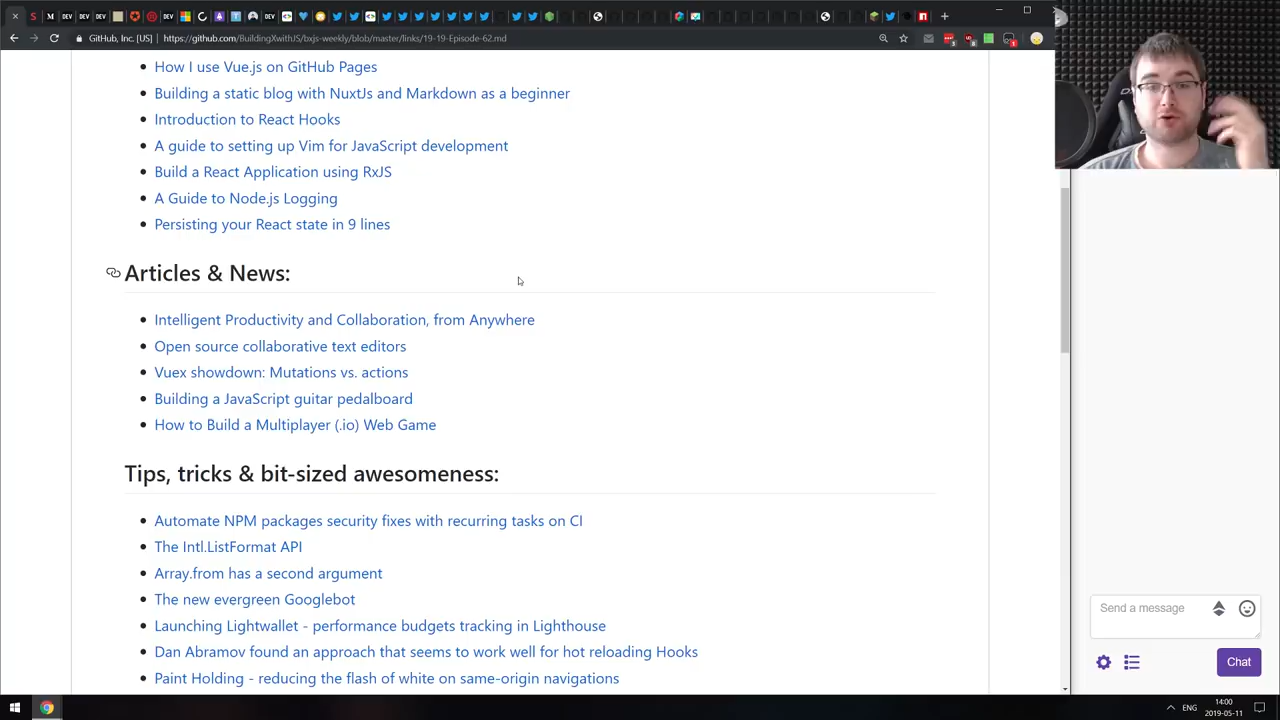 GitHub, Inc. [US]
https://github.com/BuildingXwithJS/bxjs-weekly/blob/master/links/19-19-Episode-62.md
How I use Vue.js on GitHub Pages
Building a static blog with NuxtJs and Markdown as a beginner
Introduction to React Hooks
A guide to setting up Vim for JavaScript development
Build a React Application using RxJS
A Guide to Node.js Logging
Persisting your React state in 9 lines
Articles & News:
Intelligent Productivity and Collaboration, from Anywhere
Open source collaborative text editors
Vuex showdown: Mutations vs. actions
Building a JavaScript guitar pedalboard
How to Build a Multiplayer (.io) Web Game
Tips, tricks & bit-sized awesomeness:
Automate NPM packages security fixes with recurring tasks on CI
The Intl.ListFormat API
Array.from has a second argument
The new evergreen Googlebot
Launching Lightwallet - performance budgets tracking in Lighthouse
Dan Abramov found an approach that seems to work well for hot reloading Hooks
Paint Holding - reducing the flash of white on same-origin navigations
Send a message
Chat
ENG
14:00
2019-05-11